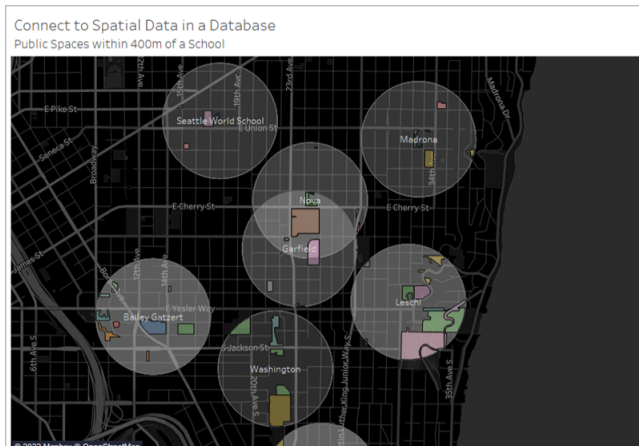 Connect to Spatial Data in a Database
Public Spaces within 400m of a School
12th Ave
15th Ave
19th Ave
23rd Ave
Madrona Dr
E Pike St
Seattle World School
E Union St
Madrona
Seneca St
Broadway
34th Ave
Nova
E Cherry St
E Cherry St
Garfield
James St
12th Ave
14th Ave
Leschi
E Yesler Way
Bailey Gatzert
S Jackson St
6th Ave S
Washington
20th Ave S
Martin Luther King Junior Way S
35th Ave S
© 2022 Mapbox © OpenStreetMap